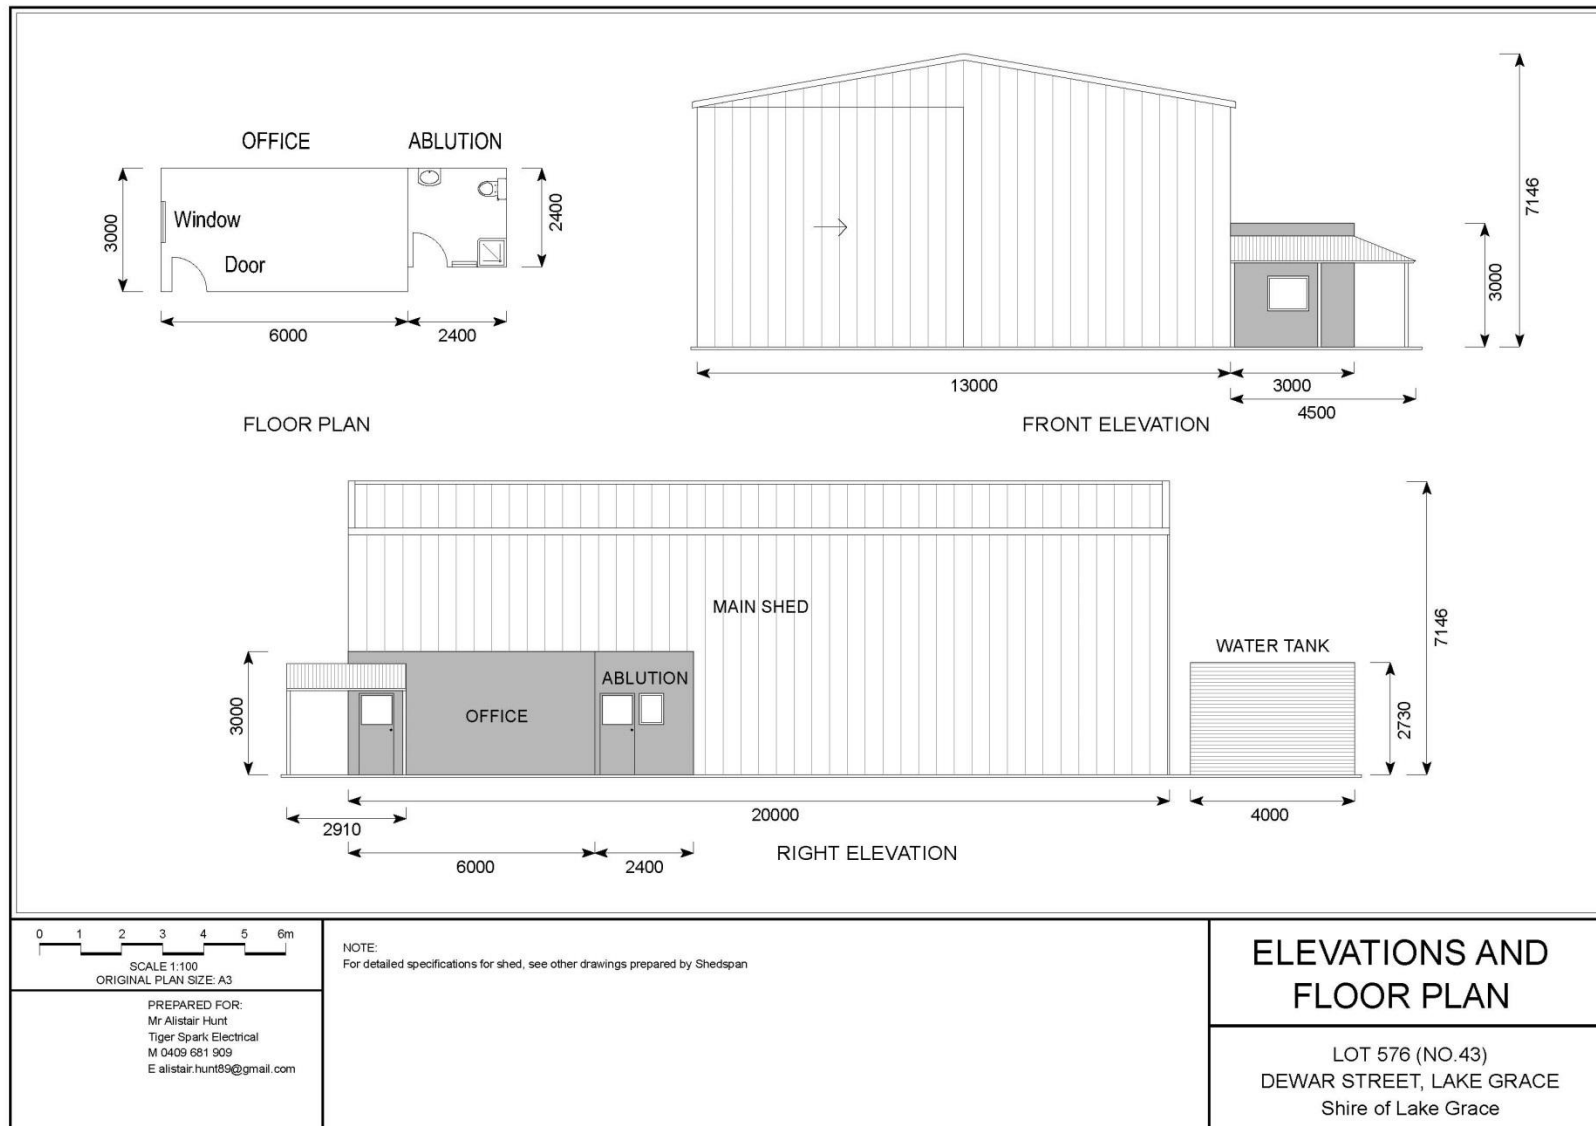 OFFICE
ABLUTION
3000
Window
Door
2400
6000
2400
FLOOR PLAN
7146
3000
13000
3000
4500
FRONT ELEVATION
MAIN SHED
7146
WATER TANK
ABLUTION
OFFICE
3000
2730
20000
4000
2910
6000
2400
RIGHT ELEVATION
0 1 2 3 4 5 6m
SCALE 1:100
ORIGINAL PLAN SIZE: A3
PREPARED FOR:
Mr Alistair Hunt
Tiger Spark Electrical
M 0409 681 909
E alistair.hunt89@gmail.com
NOTE:
For detailed specifications for shed, see other drawings prepared by Shedspan
ELEVATIONS AND
FLOOR PLAN
LOT 576 (NO.43)
DEWAR STREET, LAKE GRACE
Shire of Lake Grace